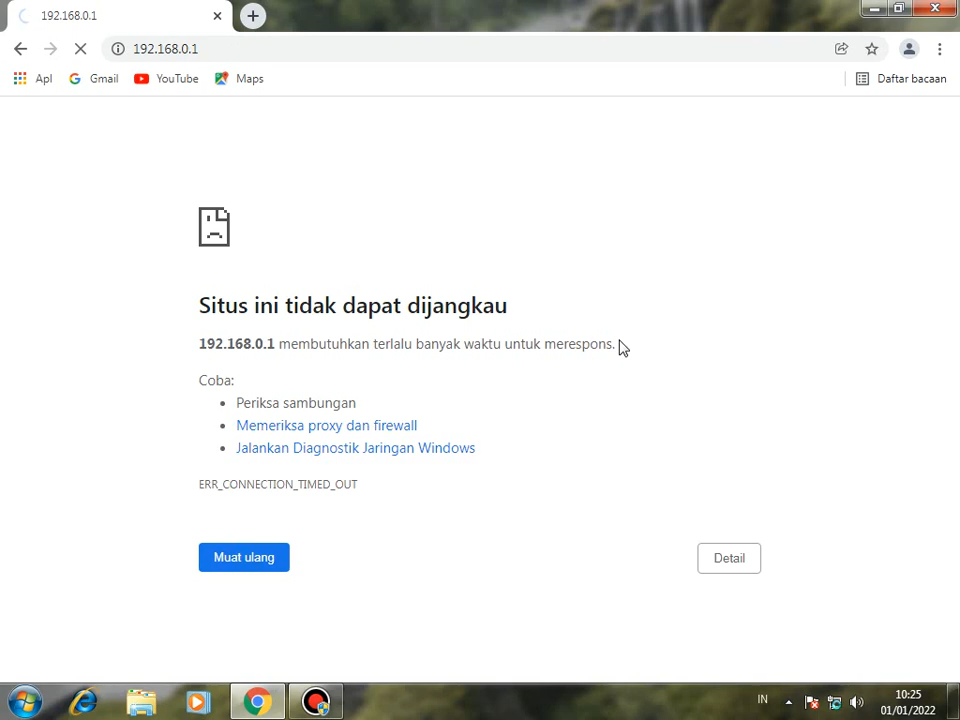 192.168.0.1
192.168.0.1
Apl Gmail YouTube Maps Daftar bacaan
Situs ini tidak dapat dijangkau
192.168.0.1 membutuhkan terlalu banyak waktu untuk merespons.
Coba:
Periksa sambungan
Memeriksa proxy dan firewall
Jalankan Diagnostik Jaringan Windows
ERR_CONNECTION_TIMED_OUT
Muat ulang Detail
IN 10:25
01/01/2022